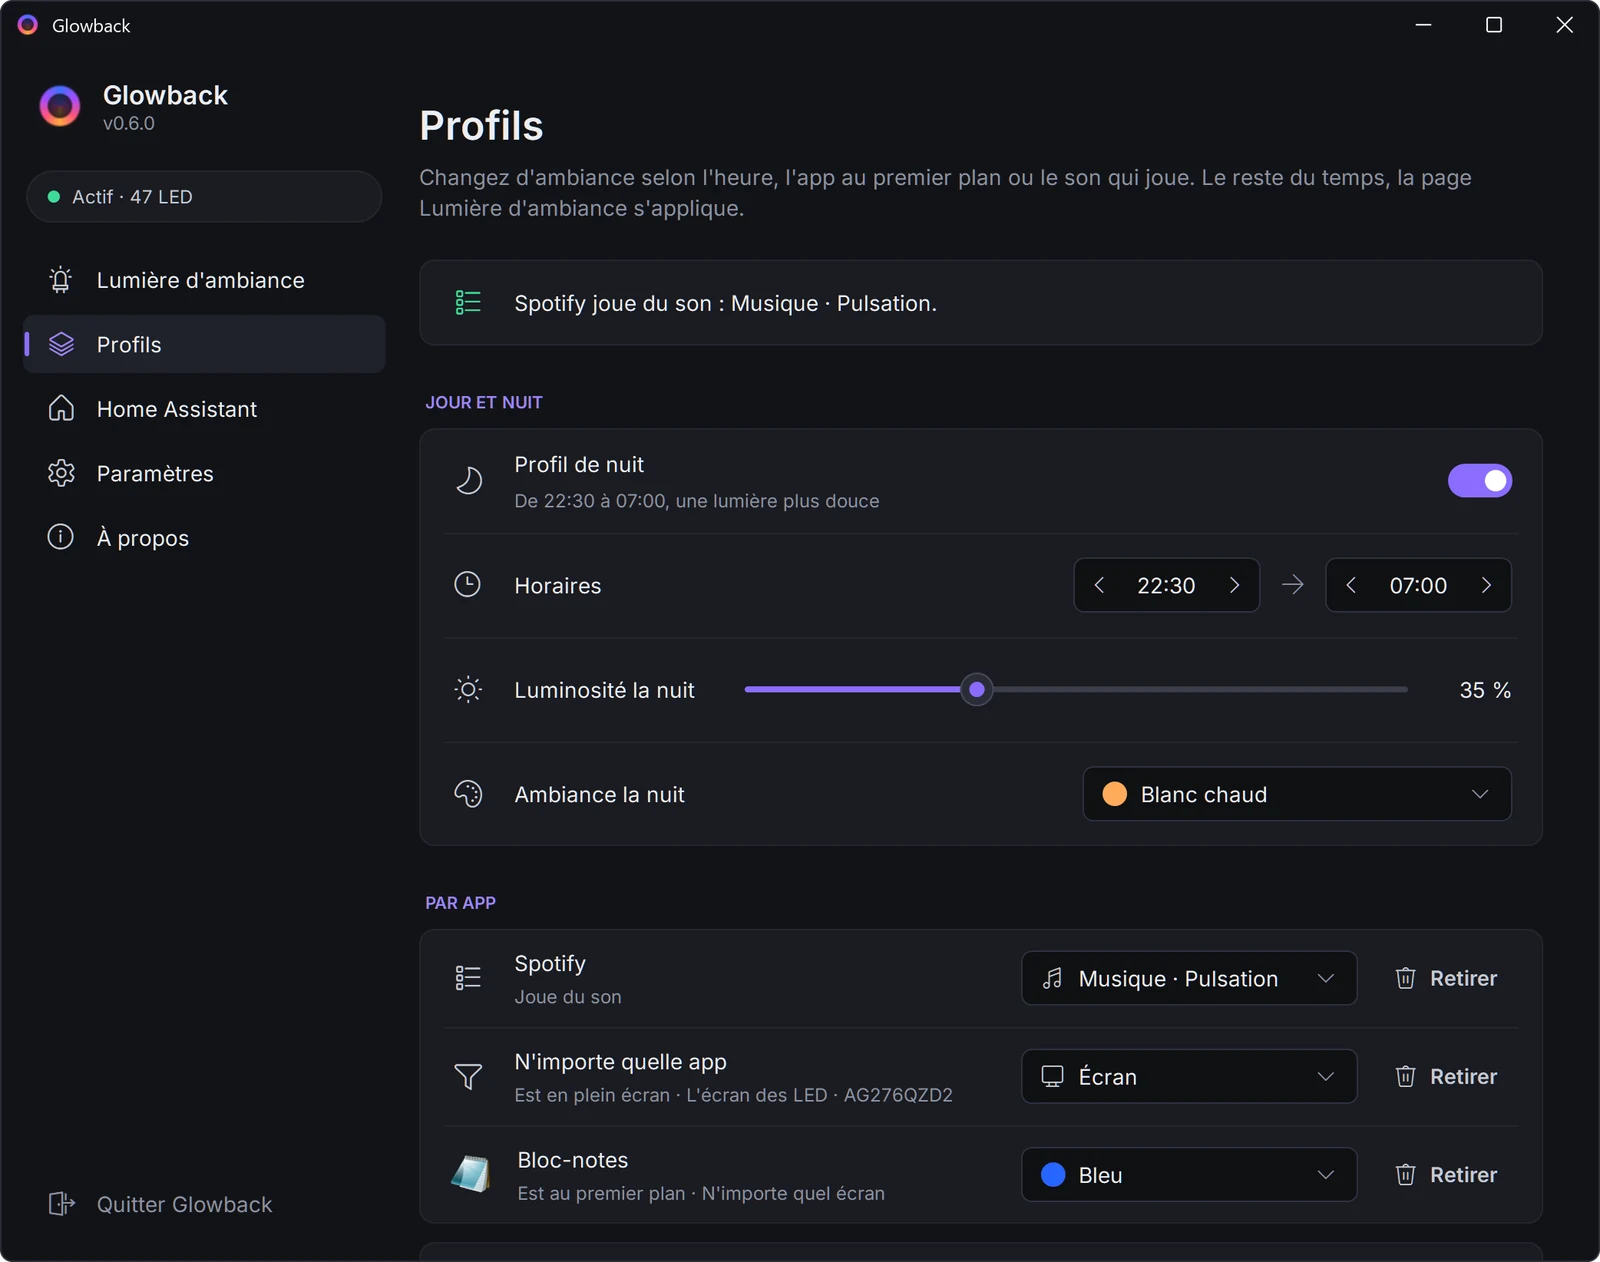 Glowback
Glowback
v0.6.0
Actif · 47 LED
Lumière d'ambiance
Profils
Home Assistant
Paramètres
À propos
Quitter Glowback
Profils
Changez d'ambiance selon l'heure, l'app au premier plan ou le son qui joue. Le reste du temps, la page
Lumière d'ambiance s'applique.
Spotify joue du son : Musique · Pulsation.
JOUR ET NUIT
Profil de nuit
De 22:30 à 07:00, une lumière plus douce
Horaires
22:30
07:00
Luminosité la nuit
35 %
Ambiance la nuit
Blanc chaud
PAR APP
Spotify
Joue du son
Musique · Pulsation
Retirer
N'importe quelle app
Est en plein écran · L'écran des LED · AG276QZD2
Écran
Retirer
Bloc-notes
Est au premier plan · N'importe quel écran
Bleu
Retirer